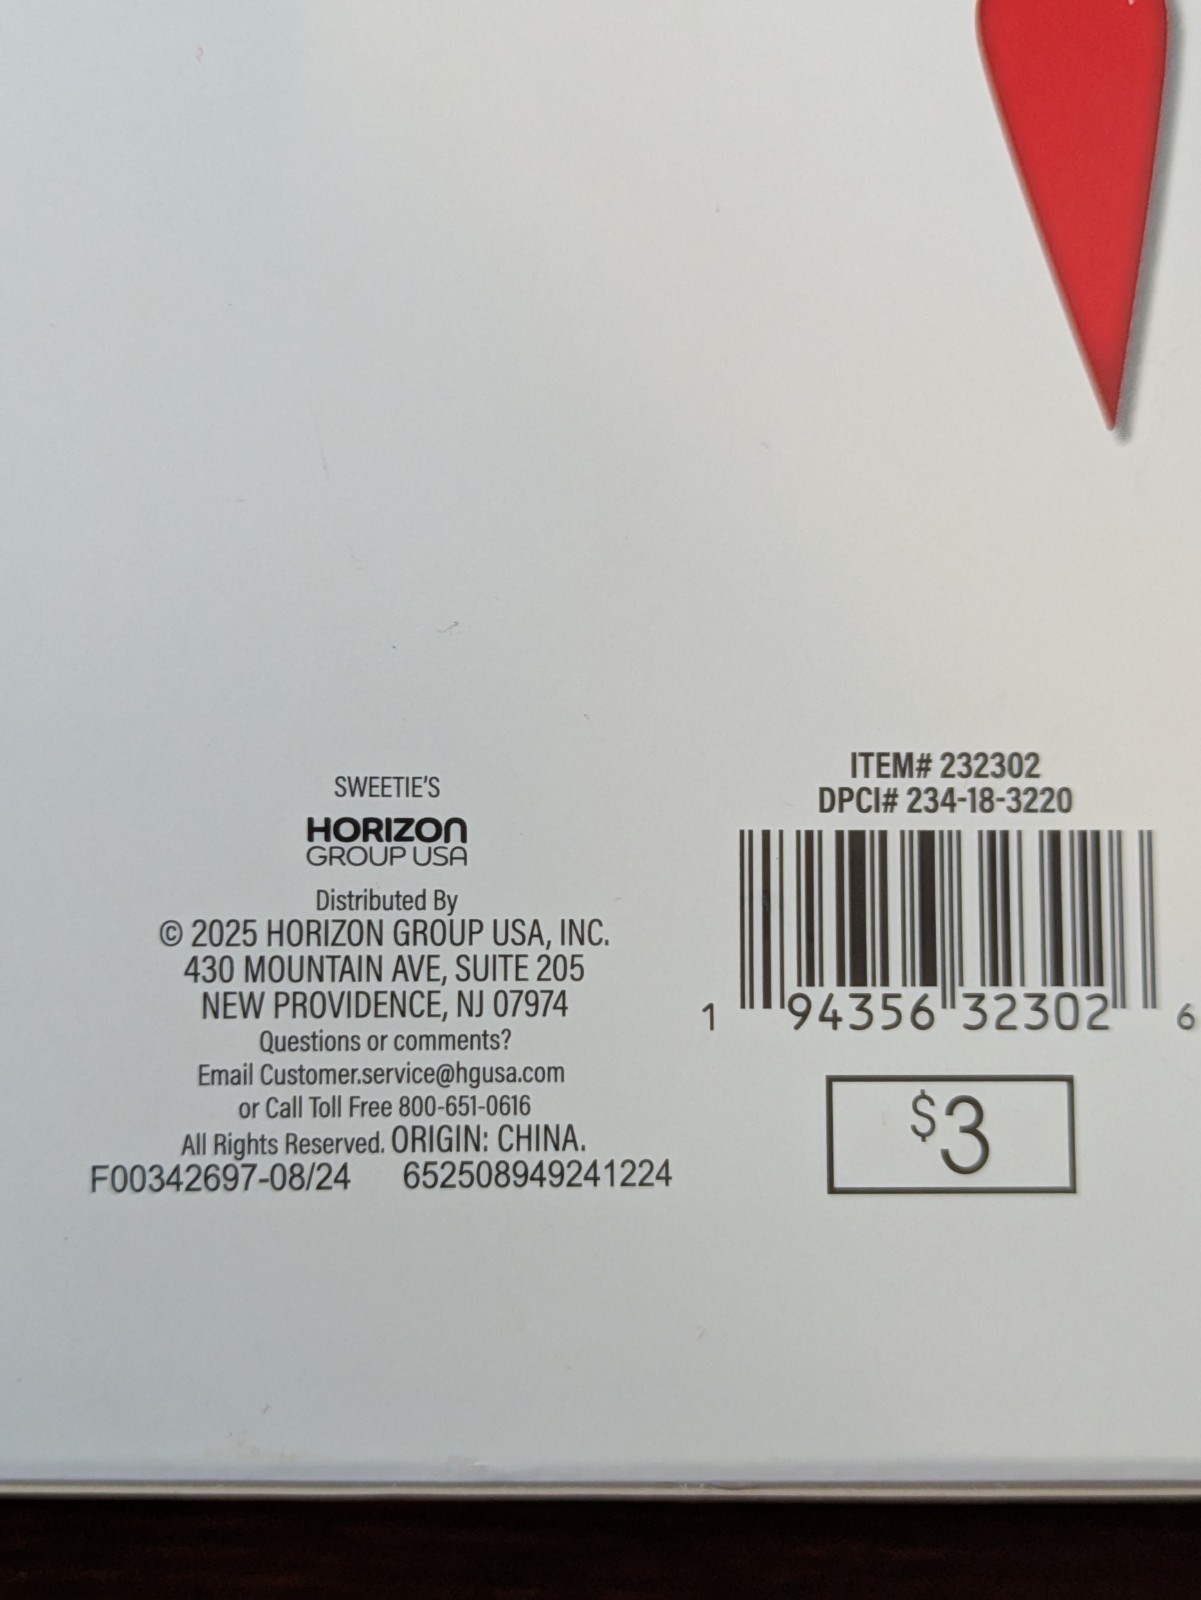 SWEETIE'S
HORIZON
GROUP USA
Distributed By
© 2025 HORIZON GROUP USA, INC.
430 MOUNTAIN AVE, SUITE 205
NEW PROVIDENCE, NJ 07974
Questions or comments?
Email Customer.service@hgusa.com
or Call Toll Free 800-651-0616
All Rights Reserved. ORIGIN: CHINA.
F00342697-08/24 652508949241224
ITEM# 232302
DPCI# 234-18-3220
1 94356 32302 6
$3